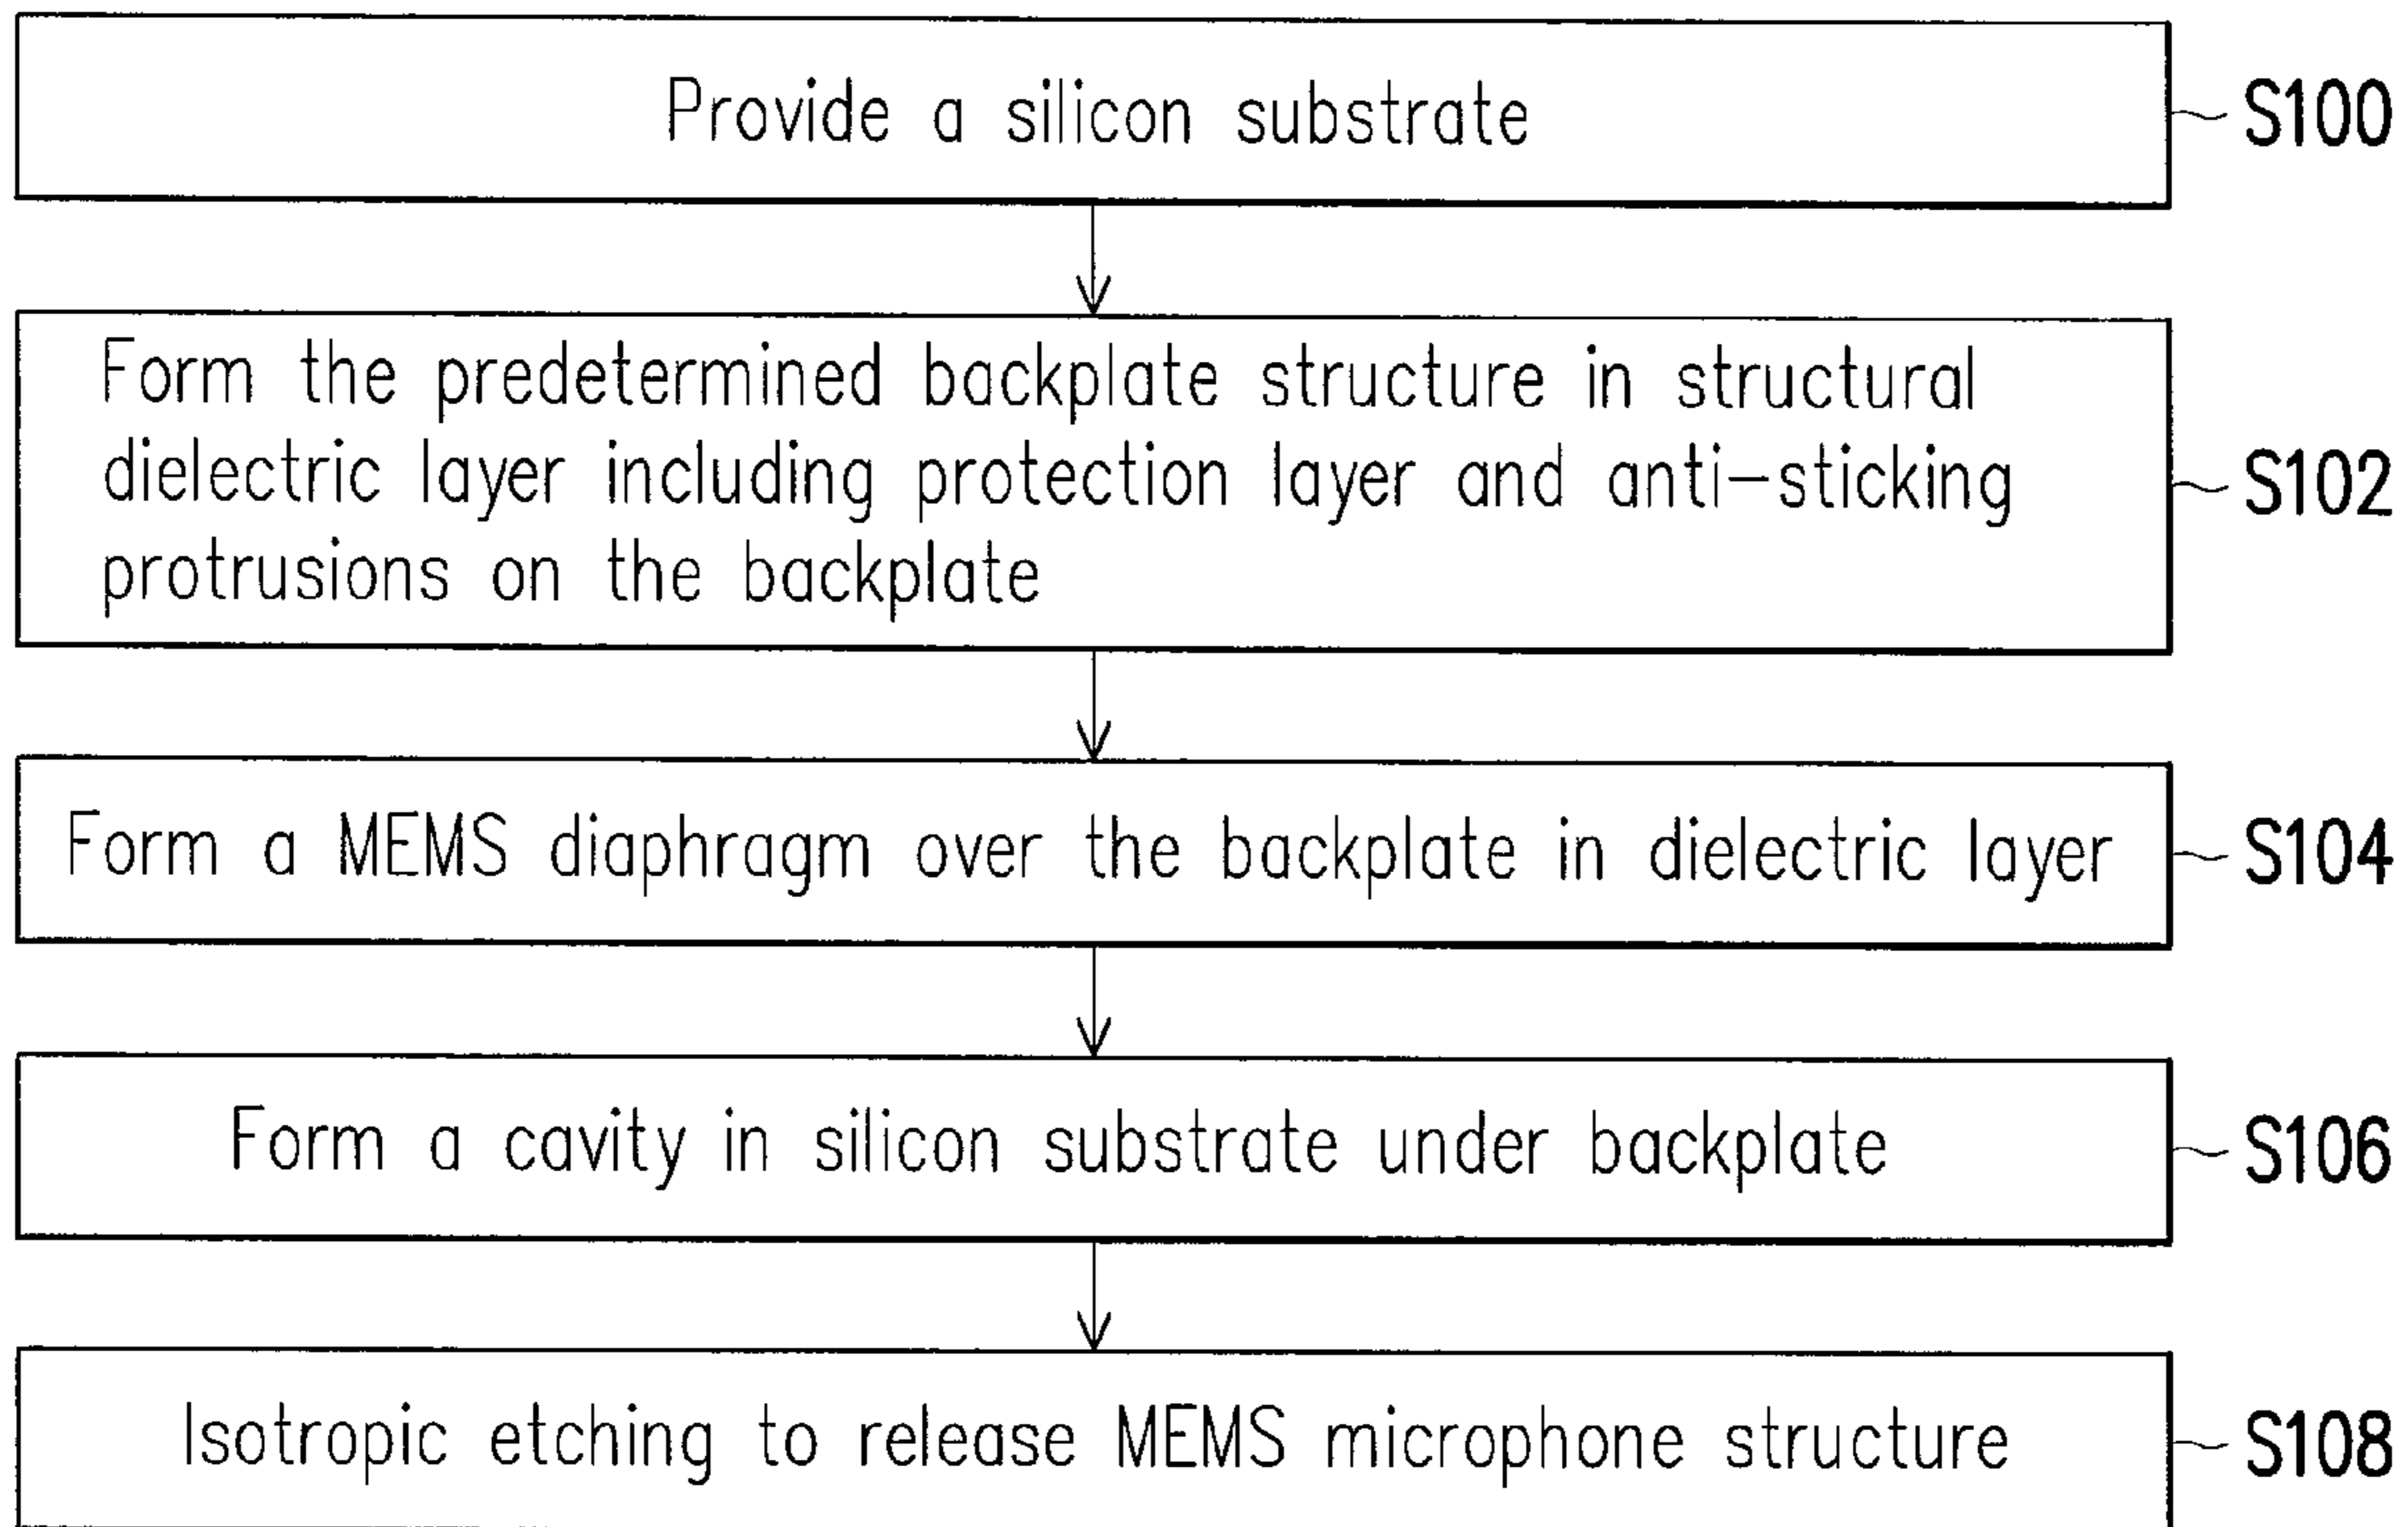 Provide a silicon substrate
S100
Form the predetermined backplate structure in structural
dielectric layer including protection layer and anti-sticking
protrusions on the backplate
S102
Form a MEMS diaphragm over the backplate in dielectric layer
S104
Form a cavity in silicon substrate under backplate
S106
Isotropic etching to release MEMS microphone structure
S108